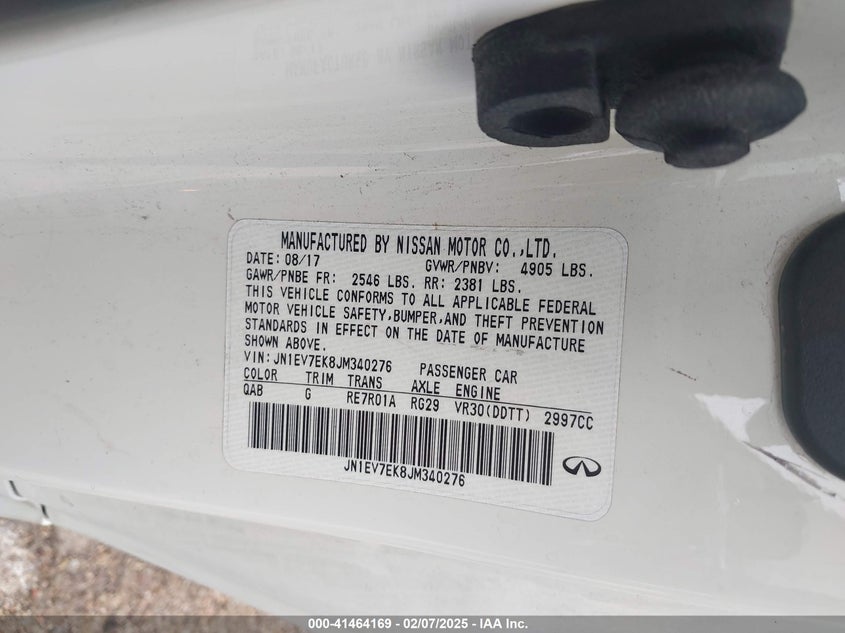 MANUFACTURED BY NISSAN MOTOR CO.,LTD.
DATE: 08/17 GVWR/PNBV: 4905 LBS.
GAWR/PNBE FR: 2546 LBS. RR: 2381 LBS.
THIS VEHICLE CONFORMS TO ALL APPLICABLE FEDERAL
MOTOR VEHICLE SAFETY,BUMPER,AND THEFT PREVENTION
STANDARDS IN EFFECT ON THE DATE OF MANUFACTURE
SHOWN ABOVE.
VIN: JN1EV7EK8JM340276 PASSENGER CAR
COLOR TRIM TRANS AXLE ENGINE
QAB G RE7R01A RG29 VR30(DDTT) 2997CC
JN1EV7EK8JM340276
000-41464169 | 02/07/2025 | IAA Inc.